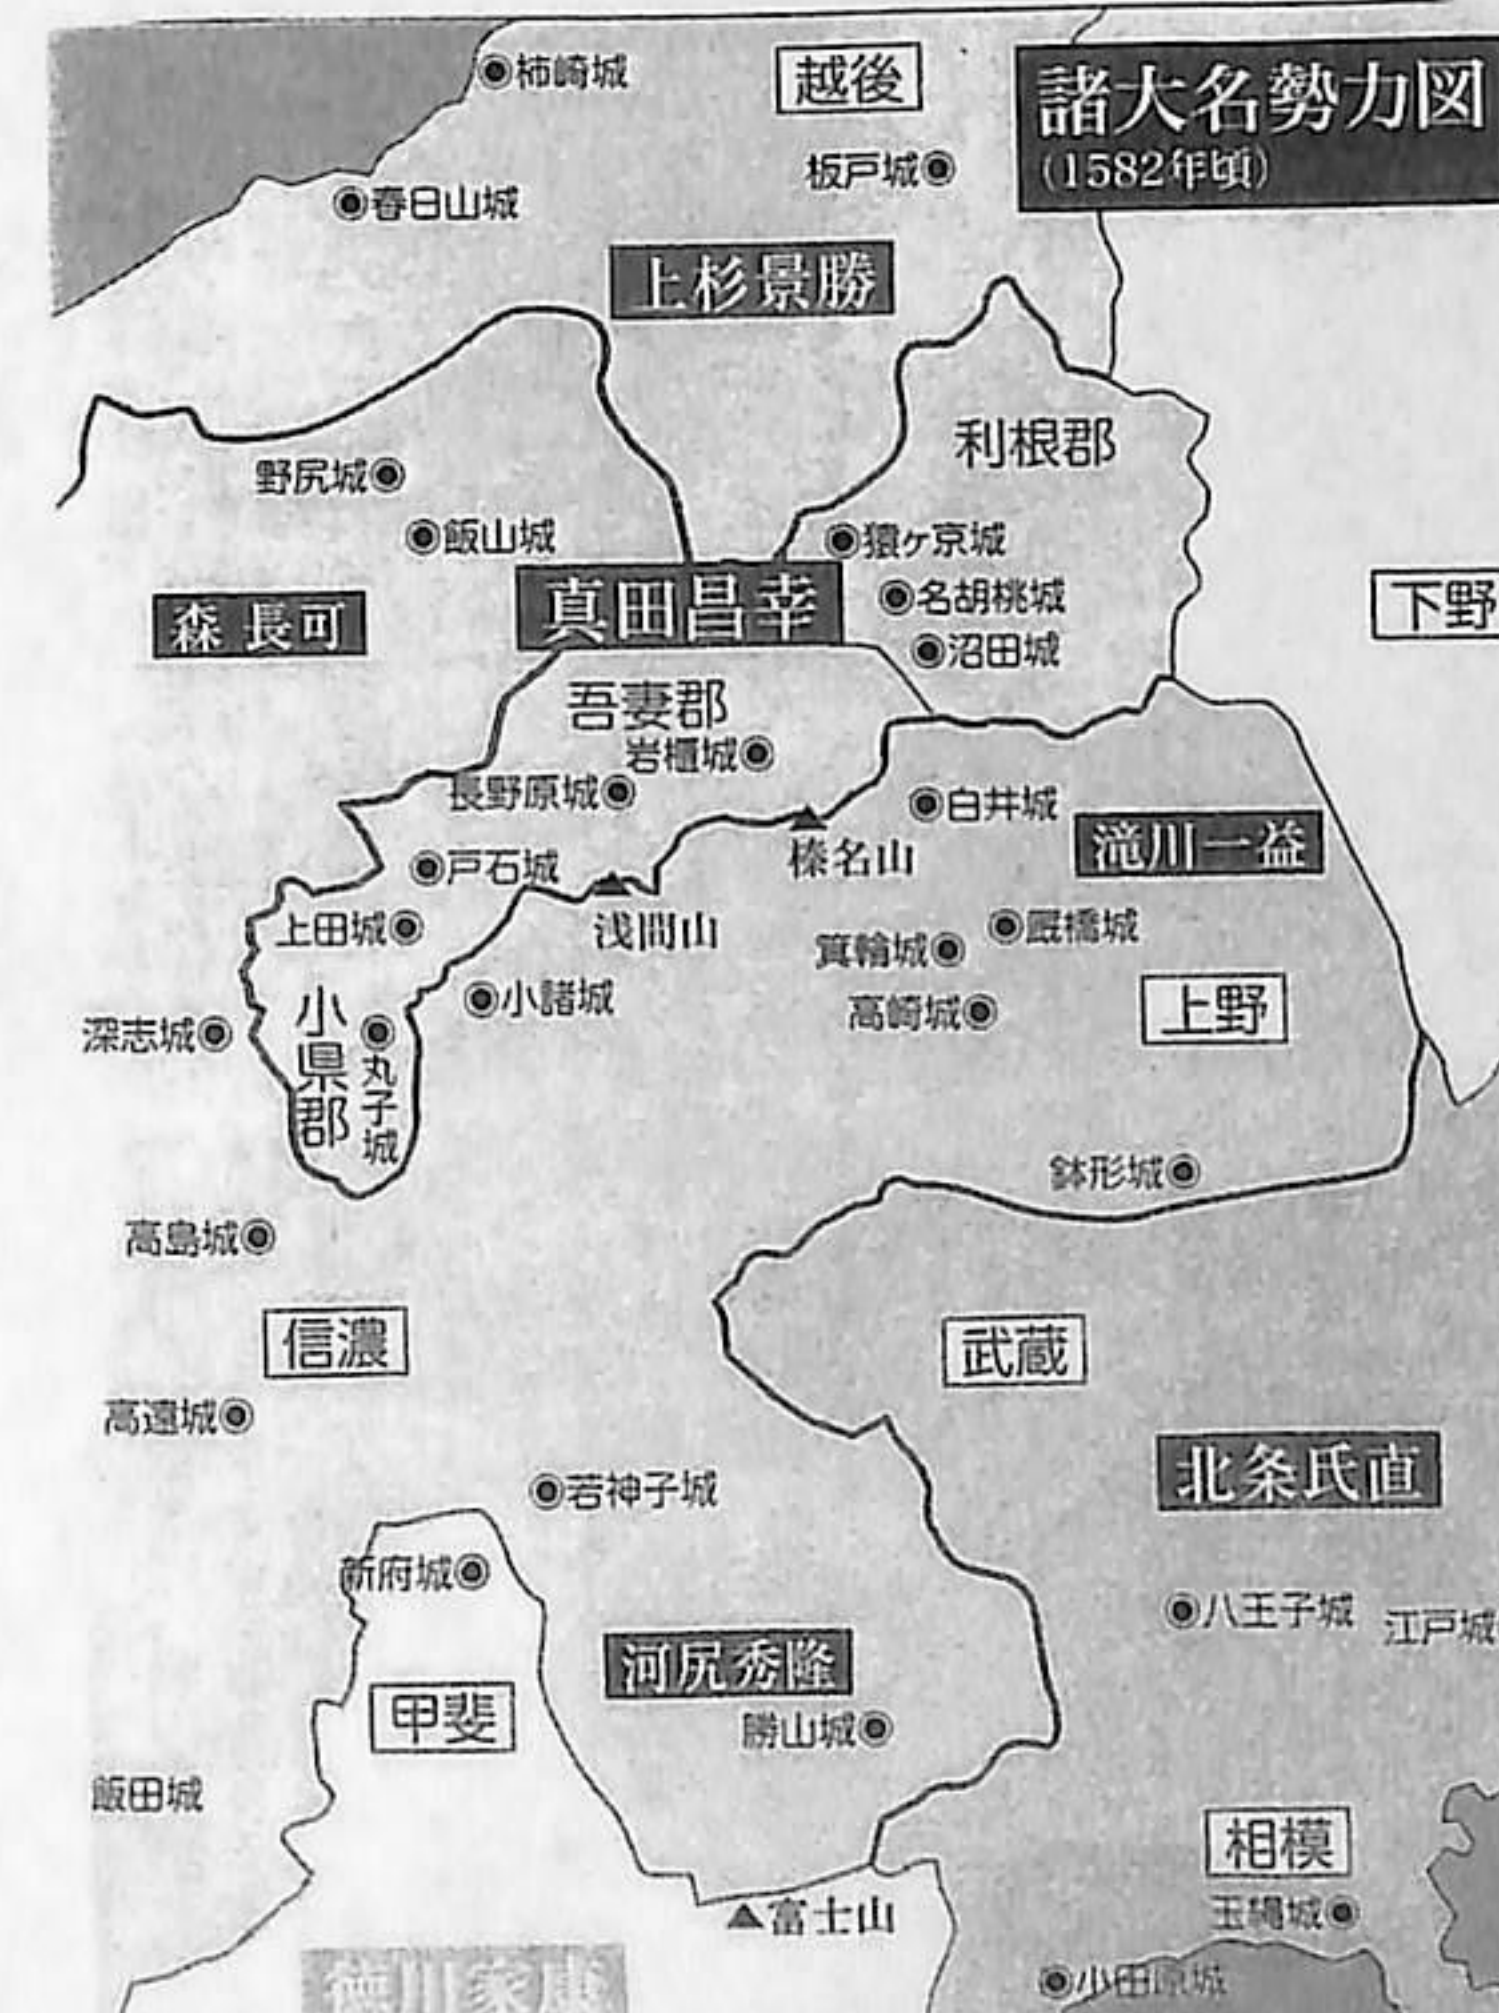 諸大名勢力図
(1582年頃)
柿崎城
越後
板戸城
春日山城
上杉景勝
利根郡
野尻城
飯山城
猿ヶ京城
真田昌幸
名胡桃城
森 長可
下野
沼田城
吾妻郡
岩櫃城
長野原城
白井城
滝川一益
榛名山
戸石城
上田城
浅間山
厩橋城
箕輪城
小諸城
高崎城
上野
深志城
小県郡
丸子城
鉢形城
高島城
信濃
武蔵
高遠城
北条氏直
若神子城
新府城
八王子城
江戸城
河尻秀隆
甲斐
勝山城
飯田城
相模
玉縄城
富士山
小田原城
徳川家康